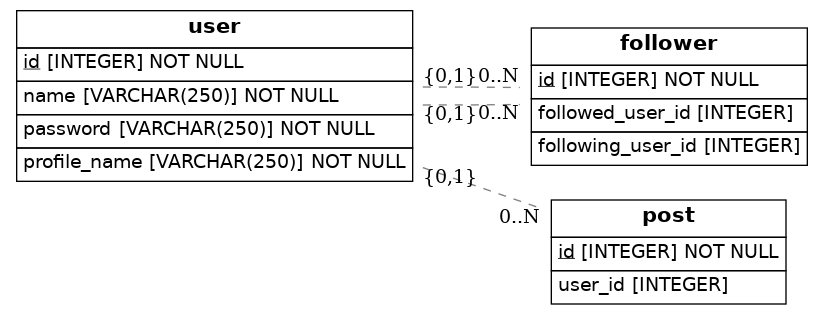 user
id [INTEGER] NOT NULL
name [VARCHAR(250)] NOT NULL
password [VARCHAR(250)] NOT NULL
profile_name [VARCHAR(250)] NOT NULL
{0,1} 0..N
{0,1} 0..N
{0,1}
0..N
follower
id [INTEGER] NOT NULL
followed_user_id [INTEGER]
following_user_id [INTEGER]
post
id [INTEGER] NOT NULL
user_id [INTEGER]